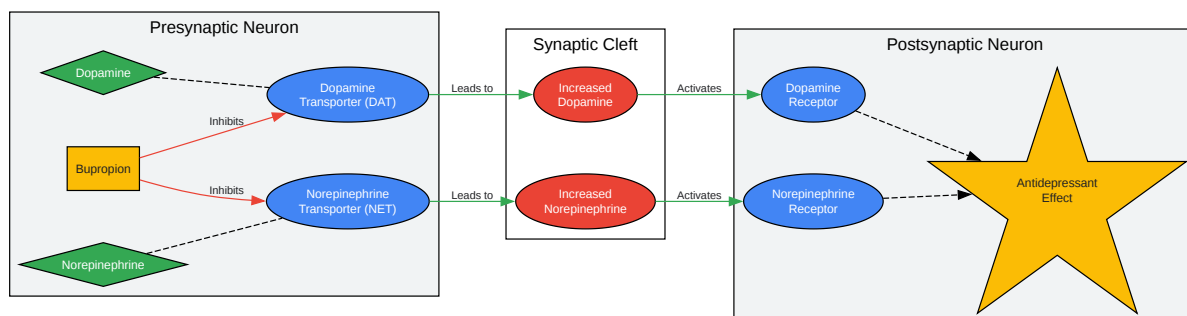 Presynaptic Neuron
Dopamine
Dopamine
Transporter (DAT)
Inhibits
Bupropion
Inhibits
Norepinephrine
Transporter (NET)
Norepinephrine
Leads to
Leads to
Synaptic Cleft
Increased
Dopamine
Increased
Norepinephrine
Activates
Activates
Postsynaptic Neuron
Dopamine
Receptor
Norepinephrine
Receptor
Antidepressant
Effect